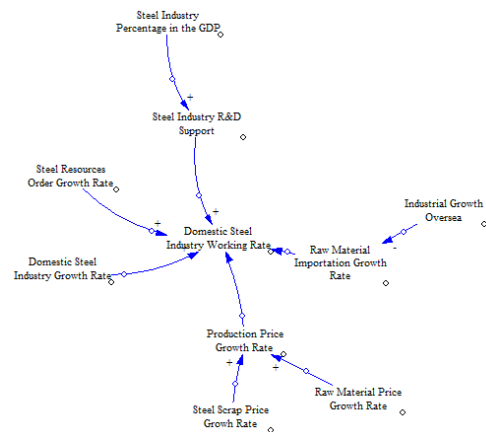 Steel Industry
Percentage in the GDP
+
Steel Industry R&D
Support
Steel Resources
Order Growth Rate
+
+
Domestic Steel
Industry Working Rate
Industrial Growth
Oversea
-
Raw Material
Importation Growth
Rate
Domestic Steel
Industry Growth Rate
Production Price
Growth Rate
+
+
Raw Material Price
Growth Rate
Steel Scrap Price
Growh Rate